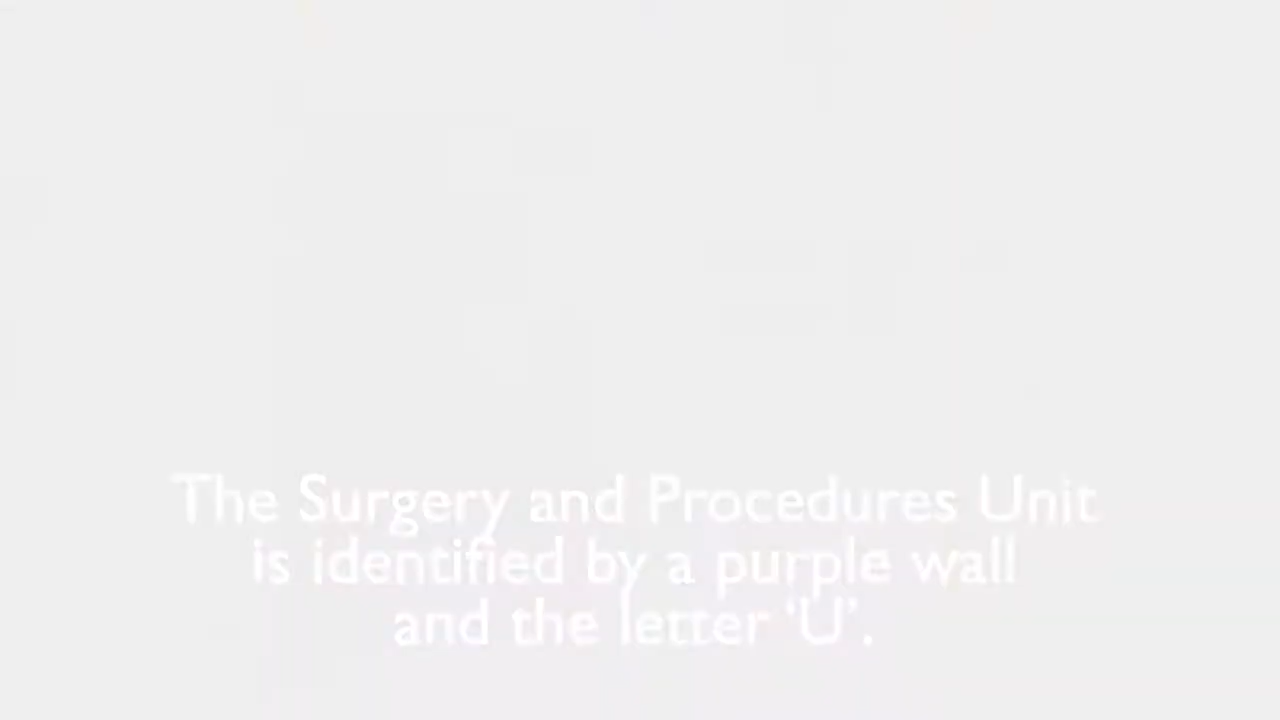 The Surgery and Procedures Unit
is identified by a purple wall
and the letter ‘U’.